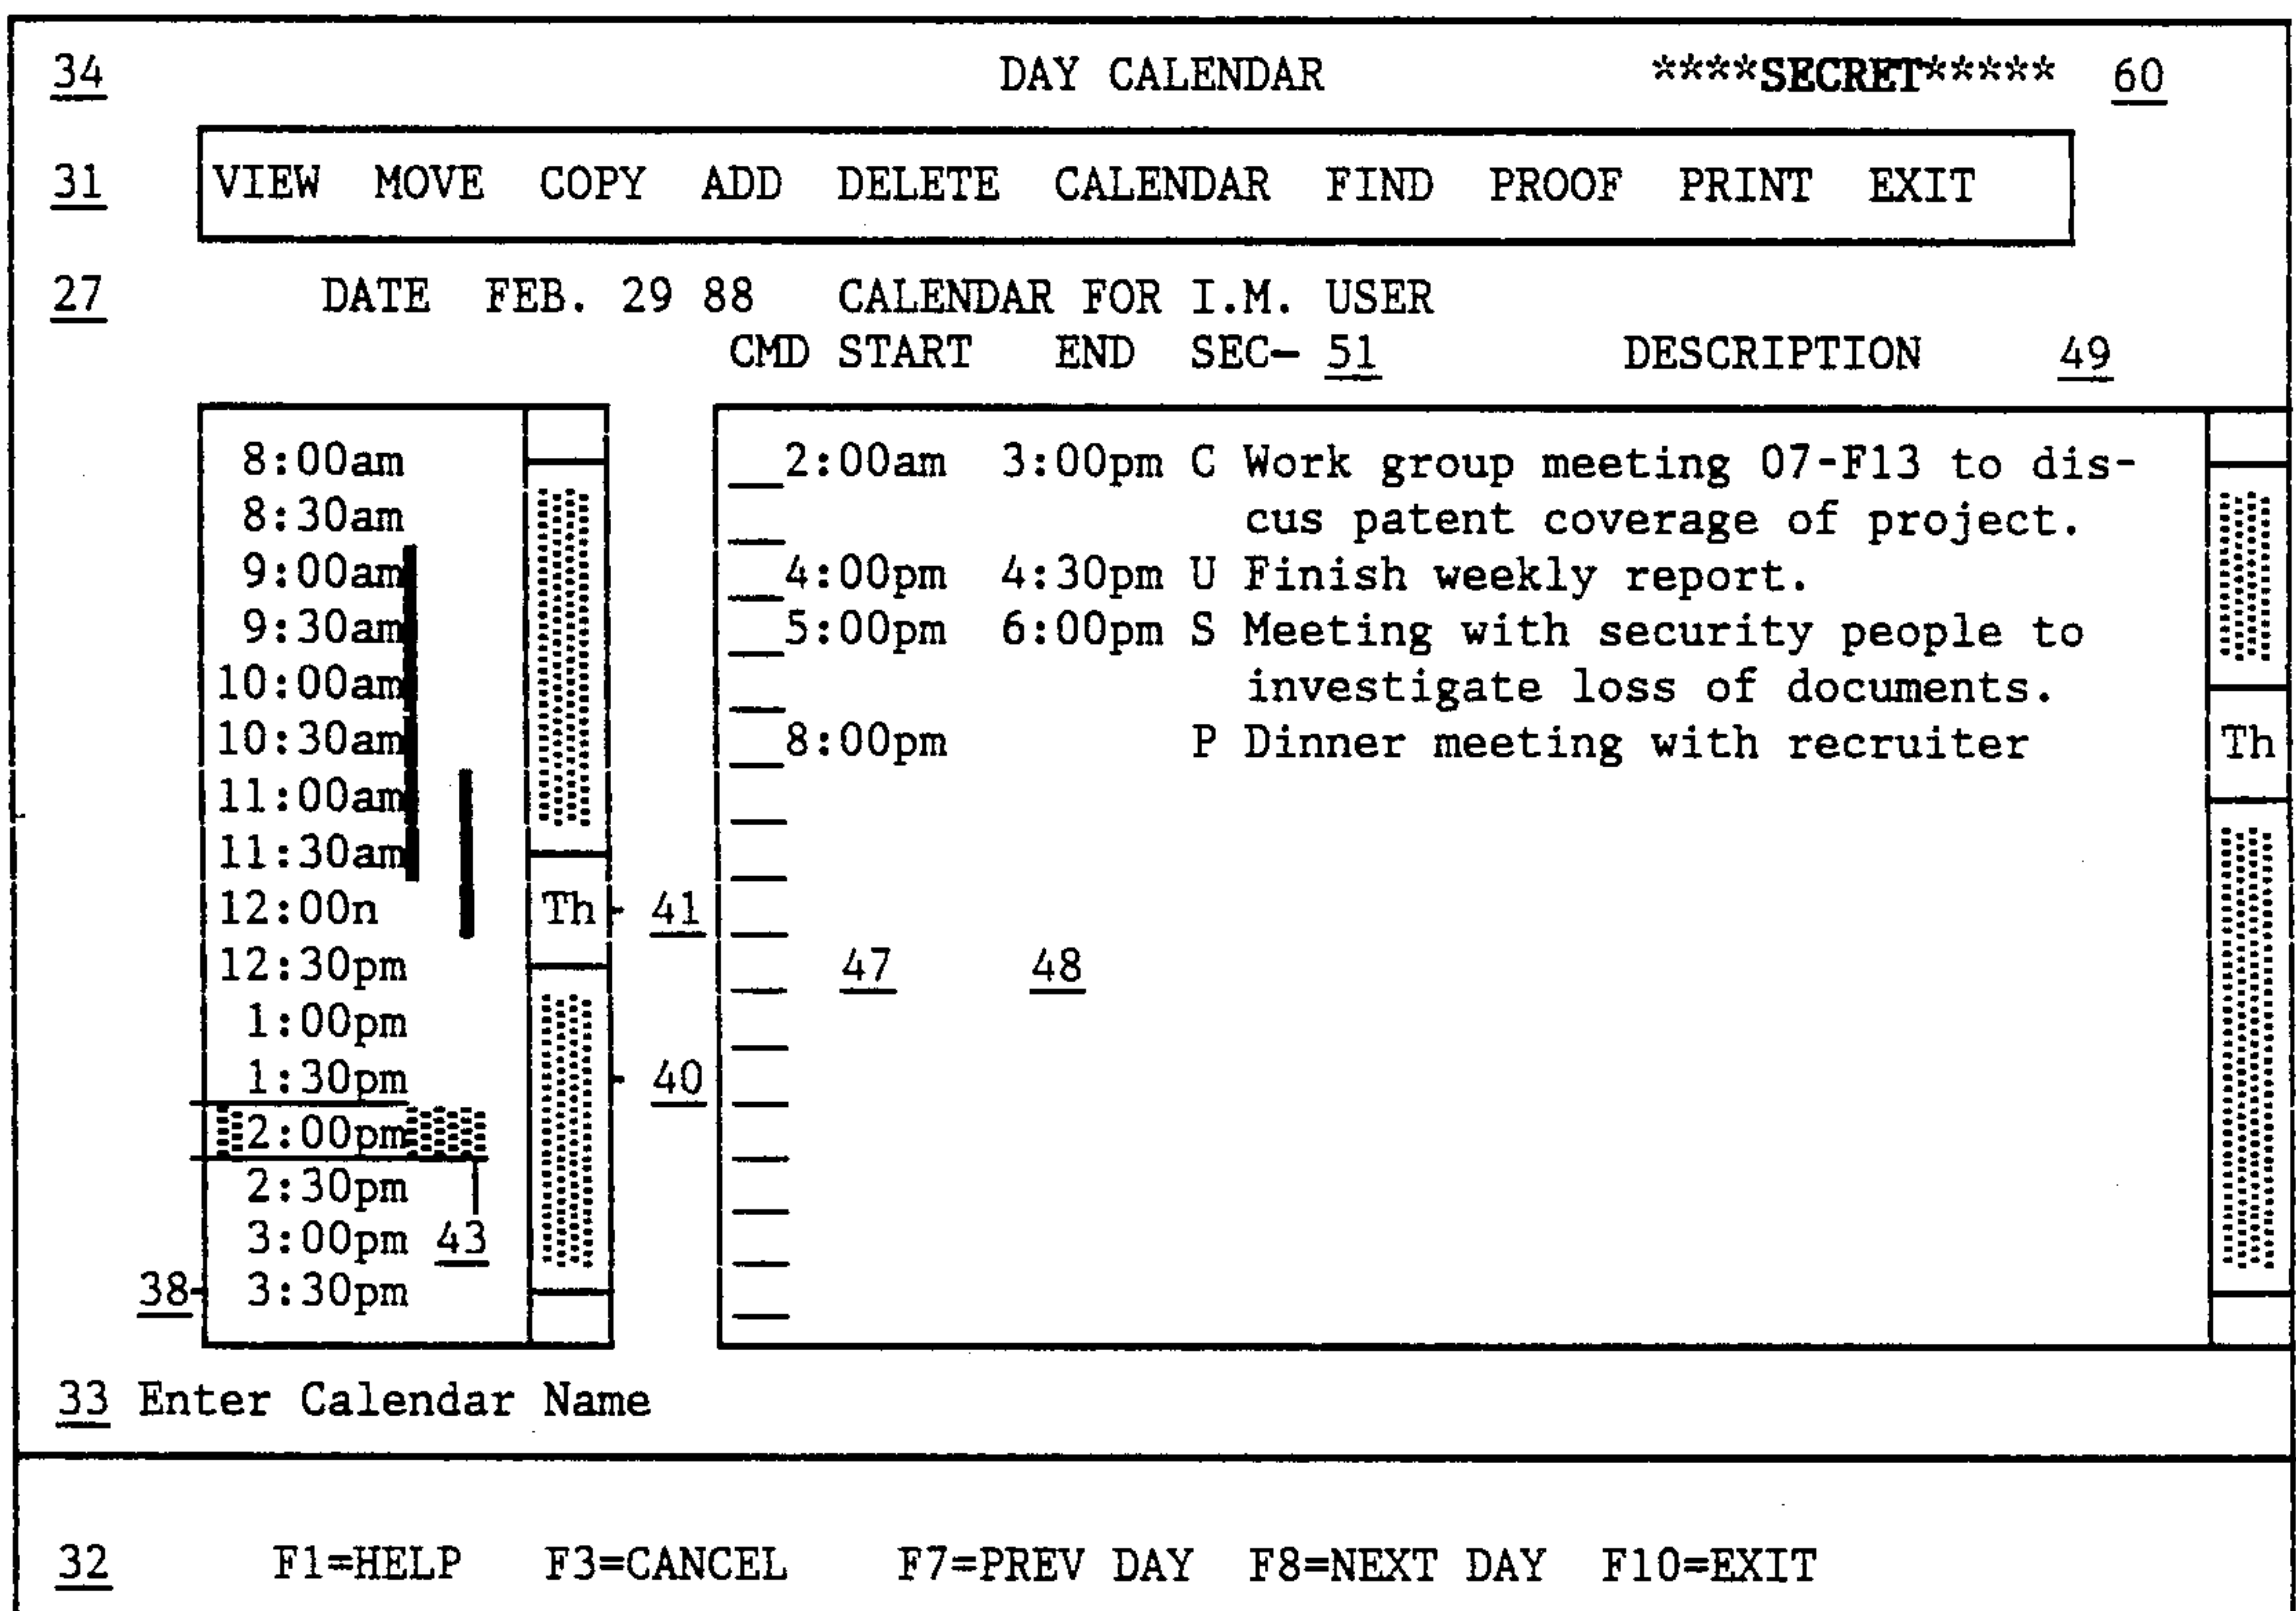 34 DAY CALENDAR ****SECRET***** 60
31 VIEW MOVE COPY ADD DELETE CALENDAR FIND PROOF PRINT EXIT
27 DATE FEB. 29 88 CALENDAR FOR I.M. USER
CMD START END SEC- 51 DESCRIPTION 49
8:00am
8:30am
9:00am
9:30am
10:00am
10:30am
11:00am
11:30am
12:00n
12:30pm
1:00pm
1:30pm
2:00pm
2:30pm
3:00pm 43
38 3:30pm
Th 41
40
2:00am 3:00pm C Work group meeting 07-F13 to dis-
cus patent coverage of project.
4:00pm 4:30pm U Finish weekly report.
5:00pm 6:00pm S Meeting with security people to
investigate loss of documents.
8:00pm P Dinner meeting with recruiter
Th
47 48
33 Enter Calendar Name
32 F1=HELP F3=CANCEL F7=PREV DAY F8=NEXT DAY F10=EXIT